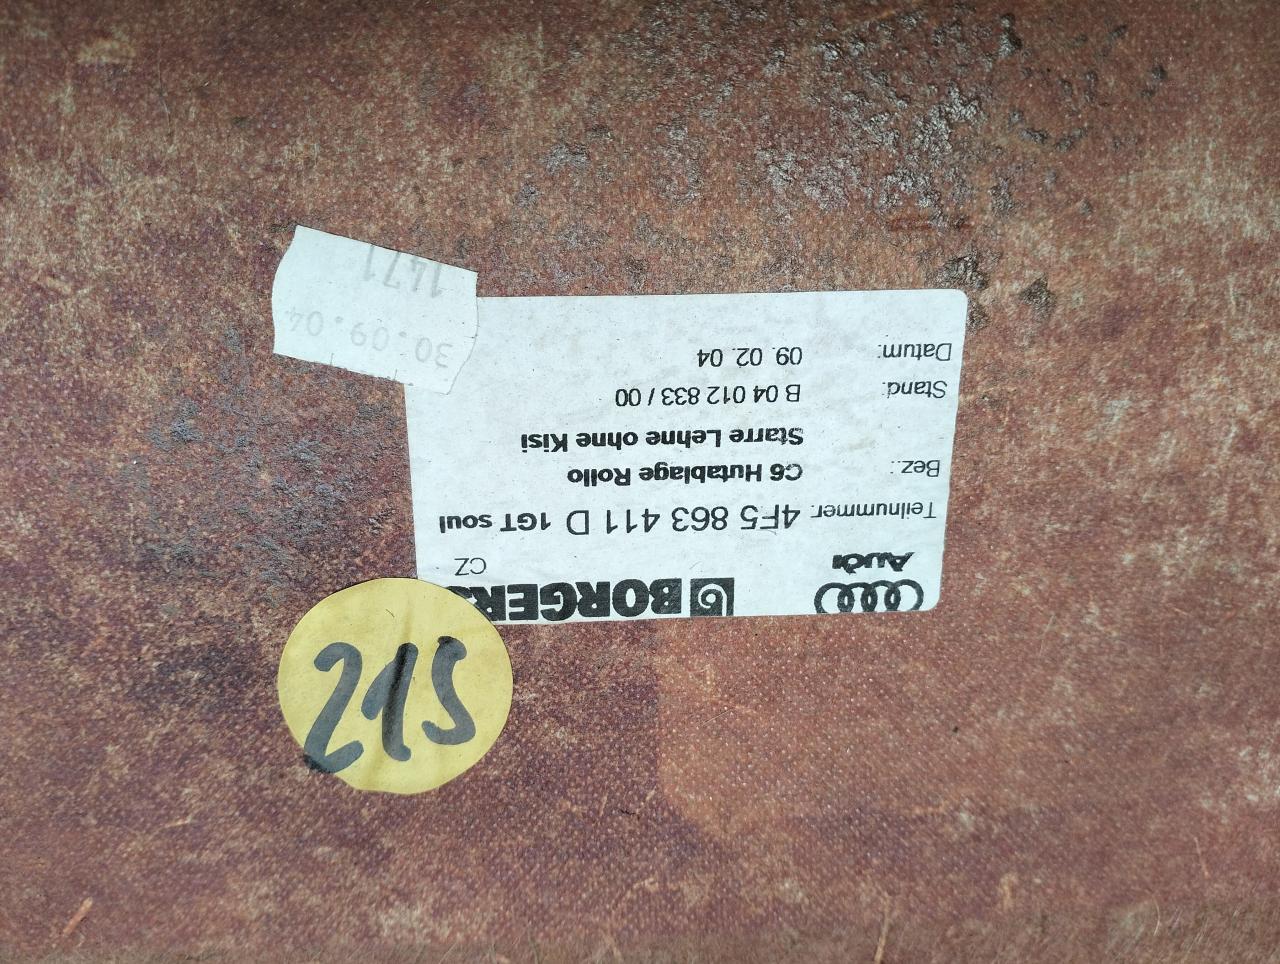 Audi
BORGERS
CZ
Teilnummer: 4F5 863 411 D 1GT soul
Bez.: C6 Hutablage Rollo
Starre Lehne ohne Kisi
Stand: B 04 012 833 / 00
Datum: 09. 02. 04
30.09.04
1471
215